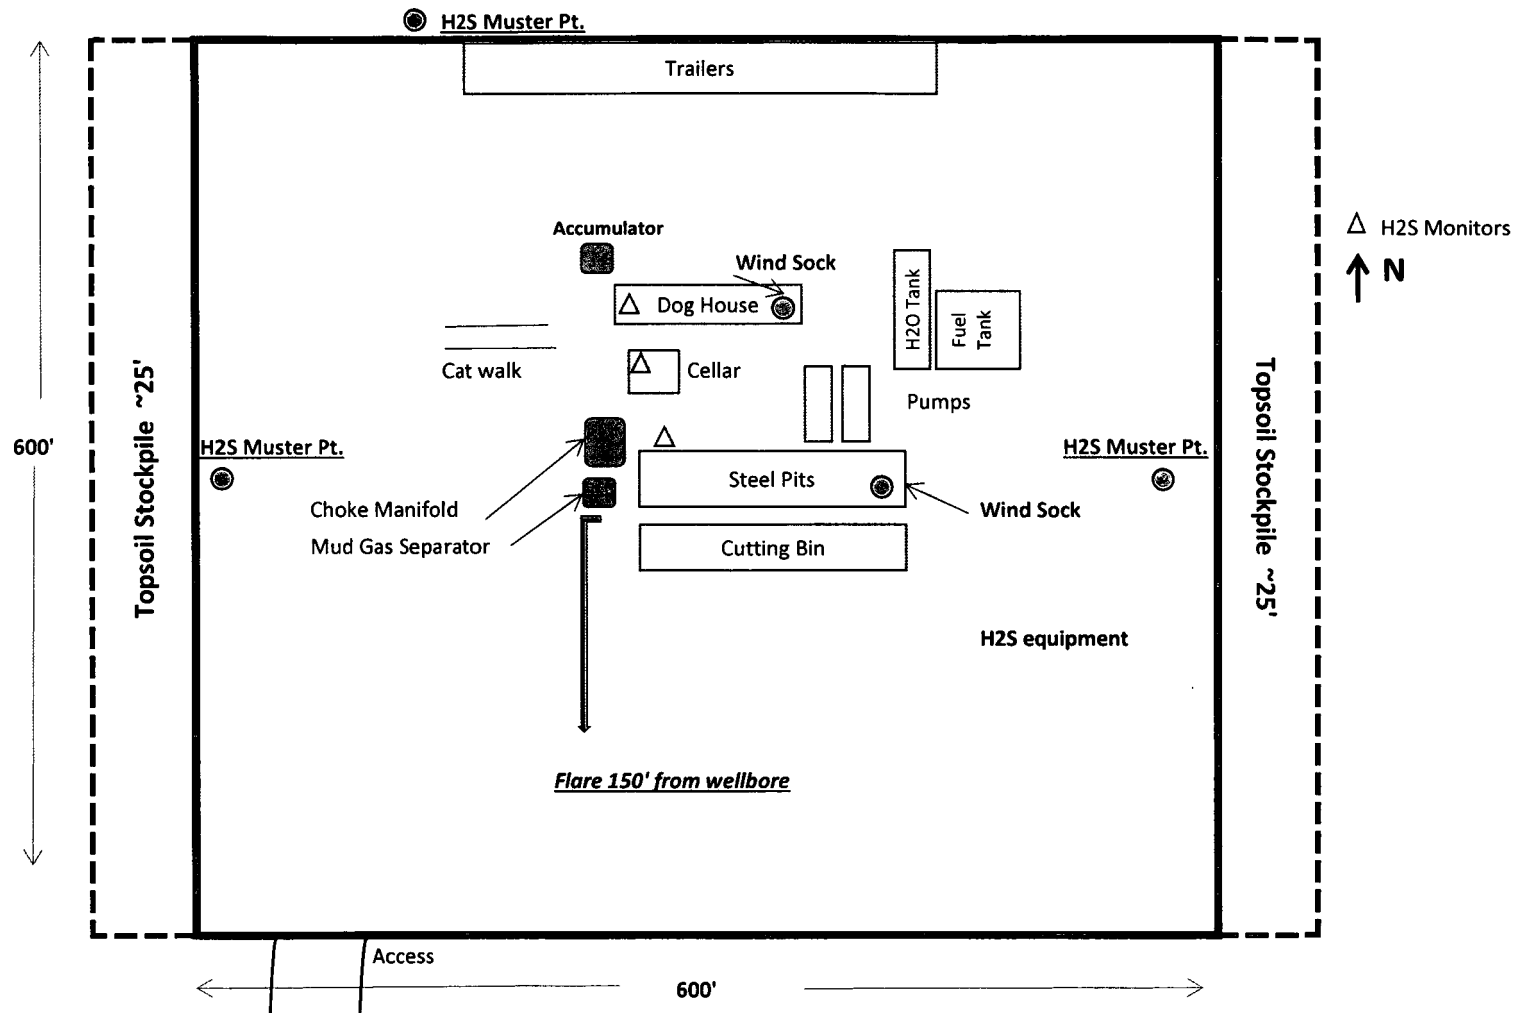 H2S Muster Pt.
Trailers
Accumulator
Wind Sock
H2S Monitors
N
Dog House
H2O Tank
Fuel
Tank
Cat walk
Cellar
Pumps
Topsoil Stockpile ~25'
Topsoil Stockpile ~25'
600'
H2S Muster Pt.
H2S Muster Pt.
Steel Pits
Choke Manifold
Wind Sock
Mud Gas Separator
Cutting Bin
H2S equipment
Flare 150' from wellbore
Access
600'